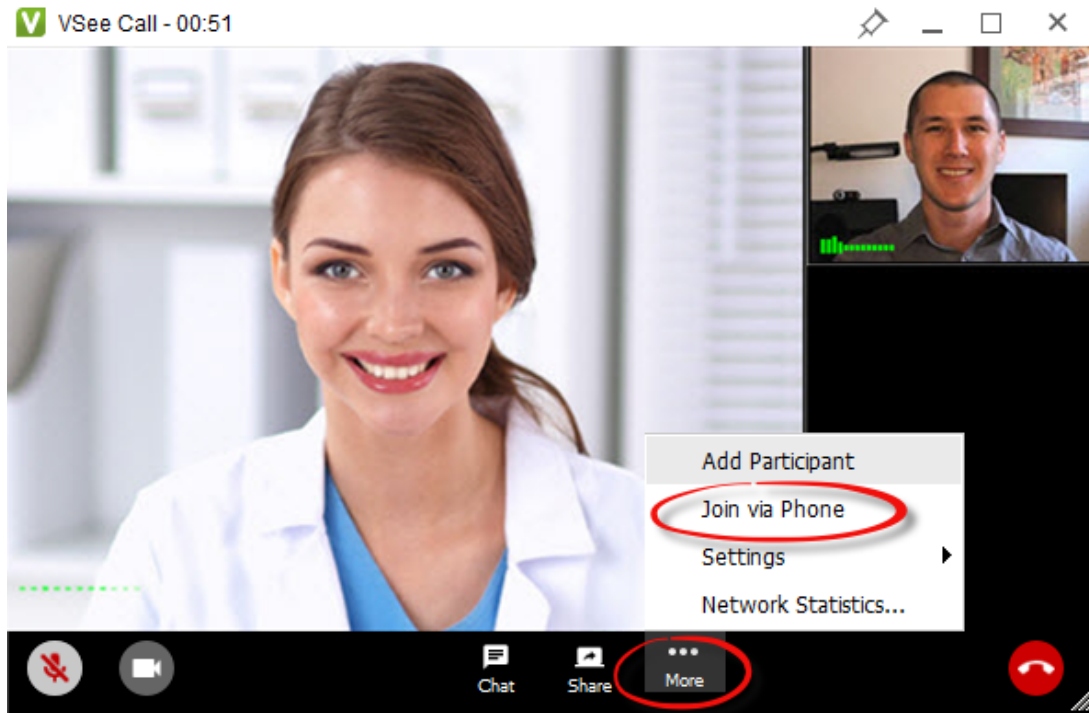 V VSee Call - 00:51
Add Participant
Join via Phone
Settings
Network Statistics...
Chat
Share
More